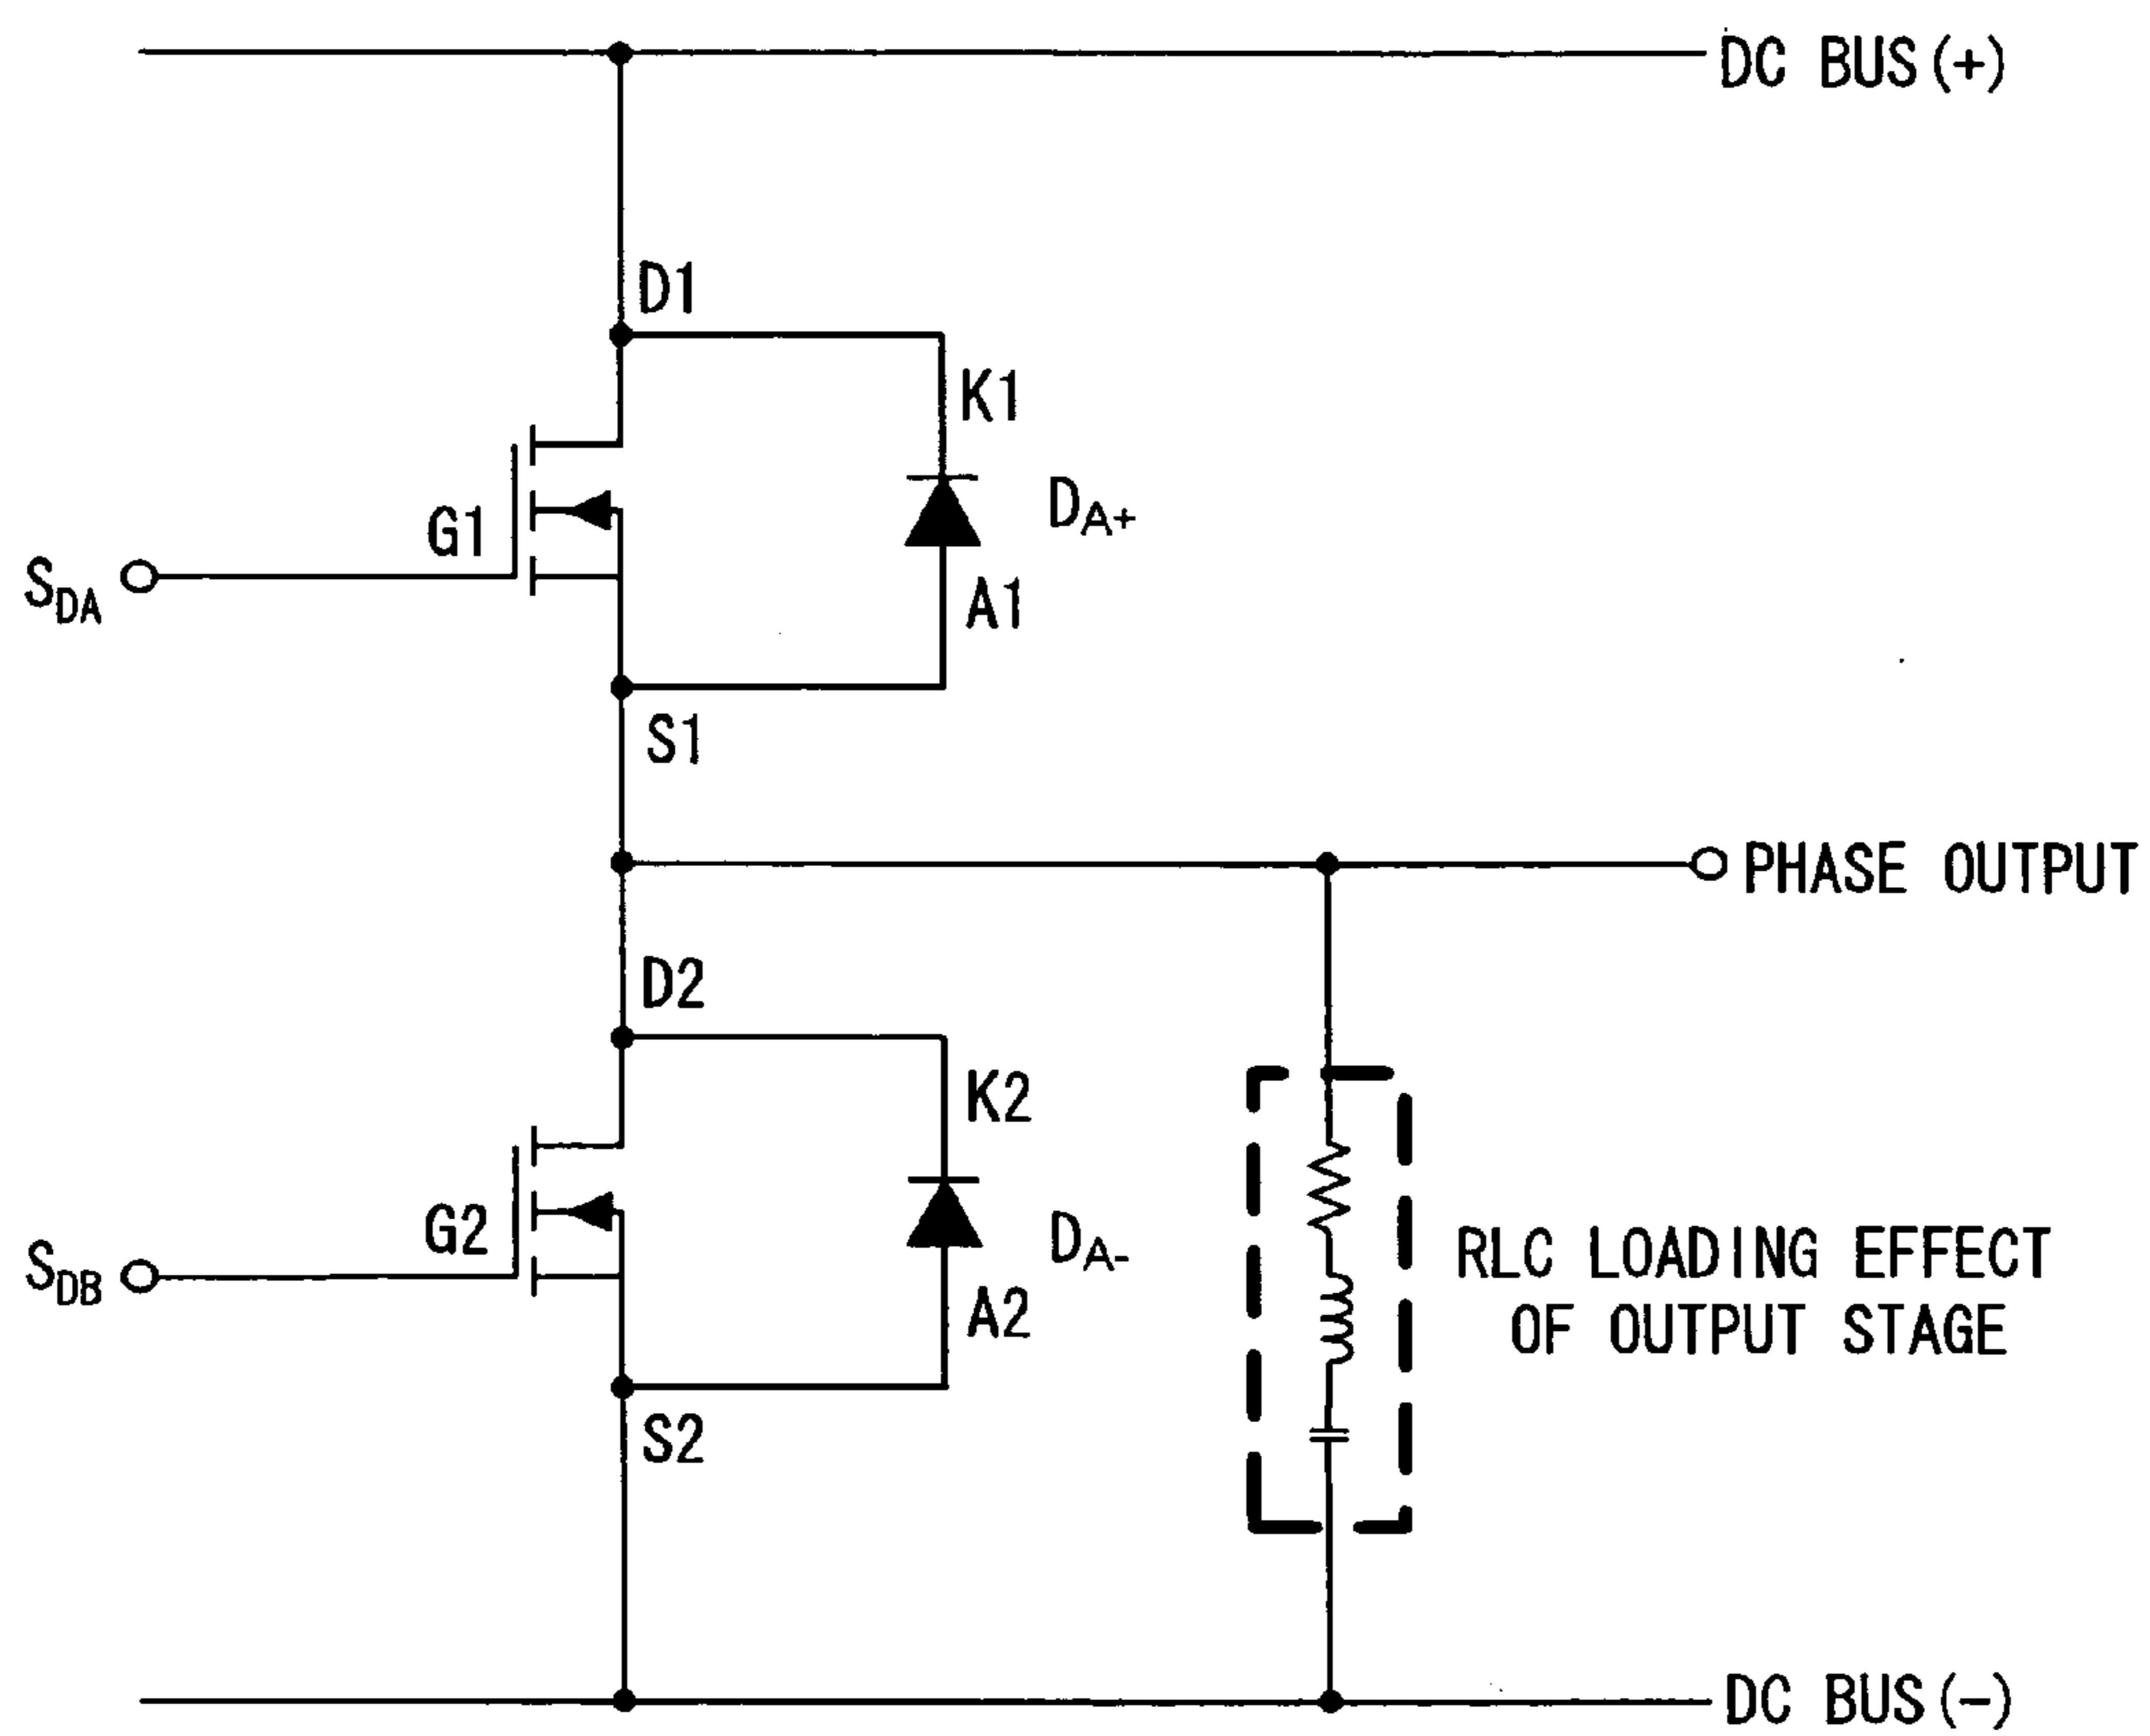 DC BUS(+)
D1
K1
G1
DA+
SDA
A1
S1
PHASE OUTPUT
D2
K2
G2
DA-
RLC LOADING EFFECT
OF OUTPUT STAGE
SDB
A2
S2
DC BUS(-)